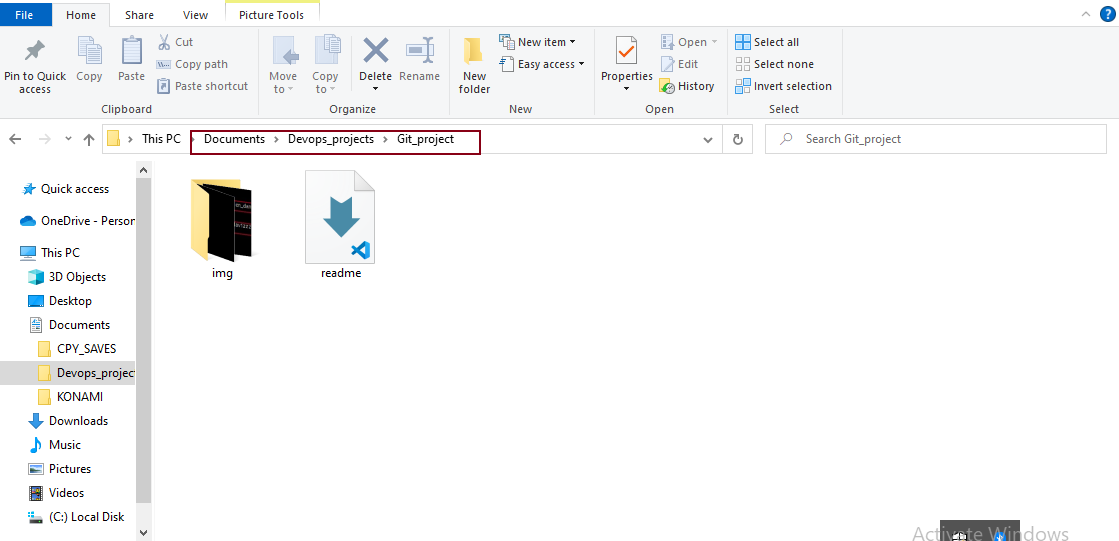 File Home Share View Picture Tools
Pin to Quick access
Copy
Paste
Cut
Copy path
Paste shortcut
Clipboard
Move to
Copy to
Delete
Rename
Organize
New folder
New item
Easy access
New
Properties
Open
Edit
History
Open
Select all
Select none
Invert selection
Select
This PC Documents Devops_projects Git_project
Search Git_project
Quick access
OneDrive - Person
This PC
3D Objects
Desktop
Documents
CPY_SAVES
Devops_project
KONAMI
Downloads
Music
Pictures
Videos
(C:) Local Disk
img
readme
Activate Windows